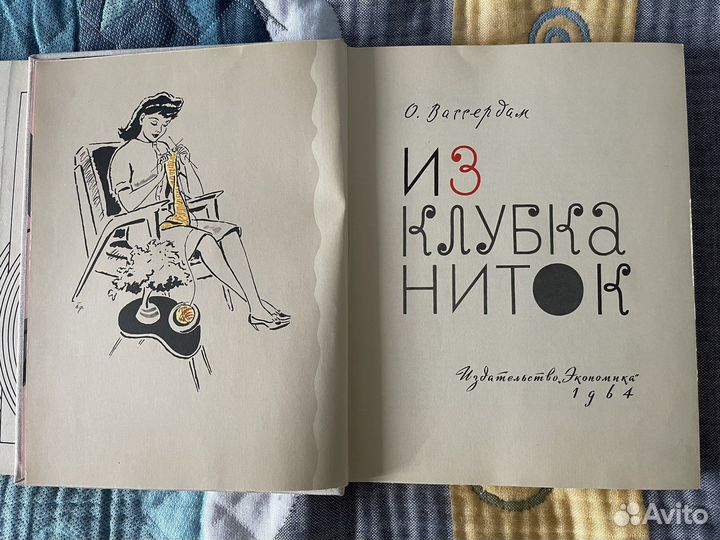 О. Вассердам
ИЗ
КЛУБКА
НИТОК
Издательство „Экономика“
1964
Avito